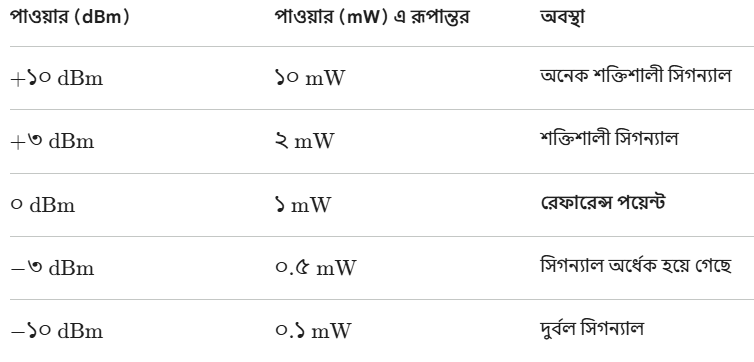 পাওয়ার (dBm) পাওয়ার (mW) এ রূপান্তর অবস্থা
+১০ dBm ১০ mW অনেক শক্তিশালী সিগন্যাল
+৩ dBm ২ mW শক্তিশালী সিগন্যাল
০ dBm ১ mW রেফারেন্স পয়েন্ট
−৩ dBm ০.৫ mW সিগন্যাল অর্ধেক হয়ে গেছে
−১০ dBm ০.১ mW দুর্বল সিগন্যাল